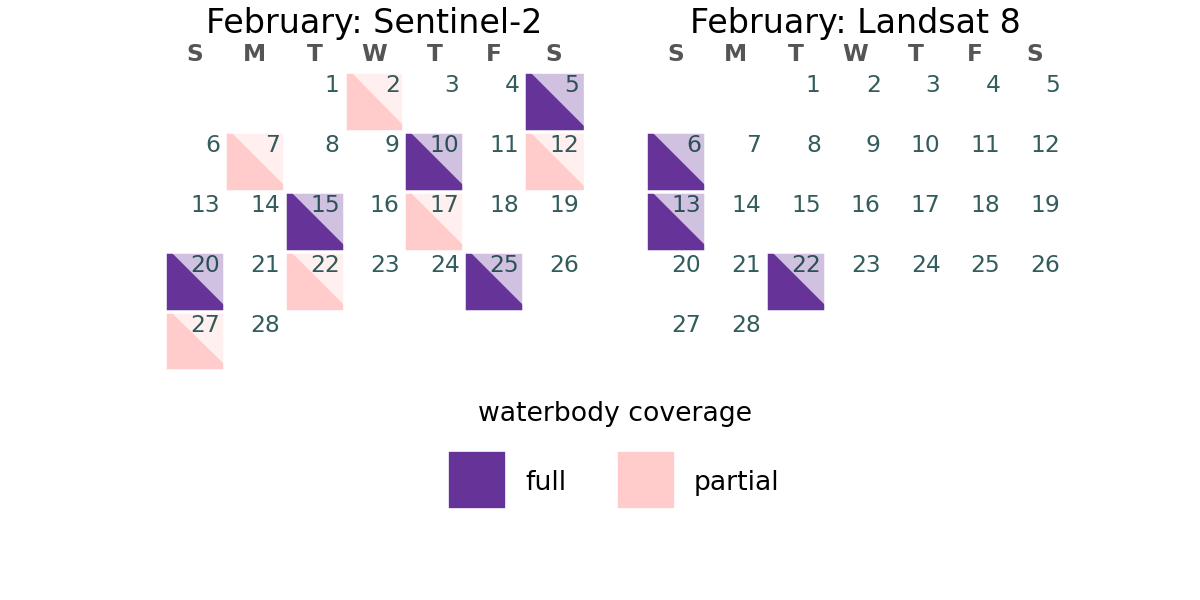 February: Sentinel-2
S M T W T F S
1 2 3 4 5
6 7 8 9 10 11 12
13 14 15 16 17 18 19
20 21 22 23 24 25 26
27 28
February: Landsat 8
S M T W T F S
1 2 3 4 5
6 7 8 9 10 11 12
13 14 15 16 17 18 19
20 21 22 23 24 25 26
27 28
waterbody coverage
full
partial